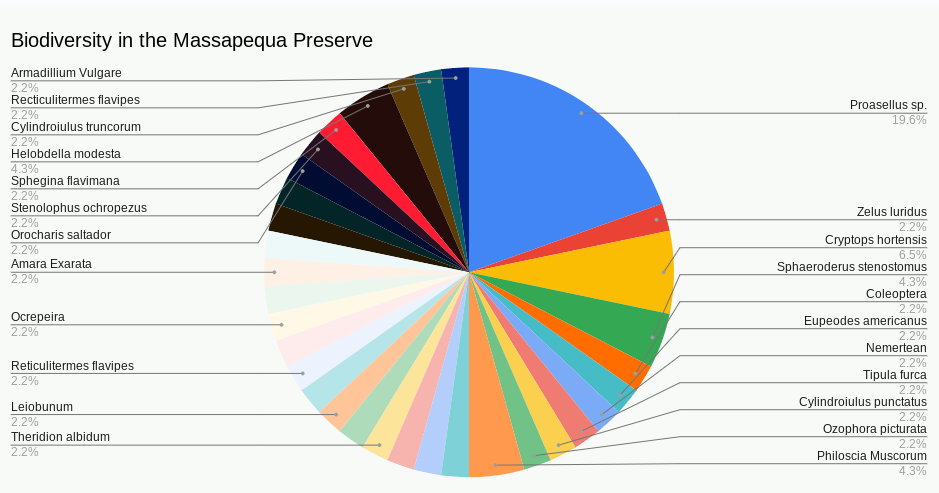 Biodiversity in the Massapequa Preserve
Armadillium Vulgare
2.2%
Recticulitermes flavipes
2.2%
Cylindroiulus truncorum
2.2%
Helobdella modesta
4.3%
Sphegina flavimana
2.2%
Stenolophus ochropezus
2.2%
Orocharis saltador
2.2%
Amara Exarata
2.2%
Ocrepeira
2.2%
Reticulitermes flavipes
2.2%
Leiobunum
2.2%
Theridion albidum
2.2%
Proasellus sp.
19.6%
Zelus luridus
2.2%
Cryptops hortensis
6.5%
Sphaeroderus stenostomus
4.3%
Coleoptera
2.2%
Eupeodes americanus
2.2%
Nemertean
2.2%
Tipula furca
2.2%
Cylindroiulus punctatus
2.2%
Ozophora picturata
2.2%
Philoscia Muscorum
4.3%